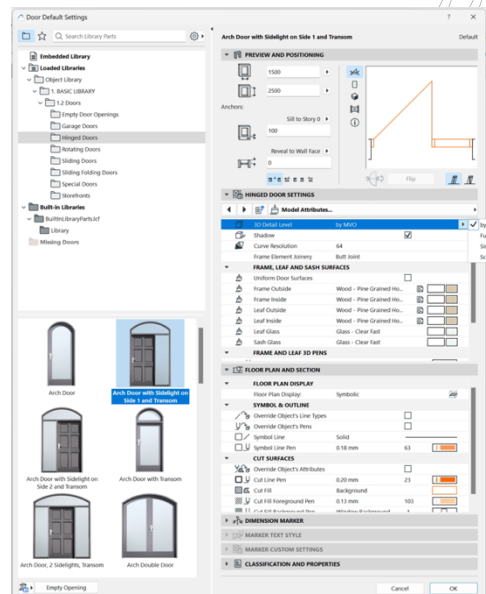 Door Default Settings
? ×
Search Library Parts
Embedded Library
Loaded Libraries
Object Library
1. BASIC LIBRARY
1.2 Doors
Empty Door Openings
Garage Doors
Hinged Doors
Rotating Doors
Sliding Doors
Sliding Folding Doors
Special Doors
Storefronts
Built-in Libraries
BuiltInLibraryParts.lcf
Library
Missing Doors
Arch Door
Arch Door with Sidelight on
Side 1 and Transom
Arch Door with Sidelight on
Side 2 and Transom
Arch Door with Transom
Arch Door, 2 Sidelights, Transom
Arch Double Door
Empty Opening
Arch Door with Sidelight on Side 1 and Transom
Default
PREVIEW AND POSITIONING
1500
2500
Anchors:
Sill to Story 0
100
Reveal to Wall Face
0
Flip
HINGED DOOR SETTINGS
Model Attributes...
3D Detail Level by MVO
Shadow
Curve Resolution 64
Frame Element Joinery Butt Joint
FRAME, LEAF AND SASH SURFACES
Uniform Door Surfaces
Frame Outside Wood - Pine Grained Ho...
Frame Inside Wood - Pine Grained Ho...
Leaf Outside Wood - Pine Grained Ho...
Leaf Inside Wood - Pine Grained Ho...
Leaf Glass Glass - Clear Fast
Sash Glass Glass - Clear Fast
FRAME AND LEAF 3D PENS
FLOOR PLAN AND SECTION
FLOOR PLAN DISPLAY
Floor Plan Display: Symbolic
SYMBOL & OUTLINE
Override Object's Line Types
Override Object's Pens
Symbol Line Solid
Symbol Line Pen 0.18 mm 63
CUT SURFACES
Override Object's Attributes
Cut Line Pen 0.20 mm 23
Cut Fill Background
Cut Fill Foreground Pen 0.13 mm 103
Cut Fill Background Pen Window Background
DIMENSION MARKER
MARKER TEXT STYLE
MARKER CUSTOM SETTINGS
CLASSIFICATION AND PROPERTIES
Cancel OK